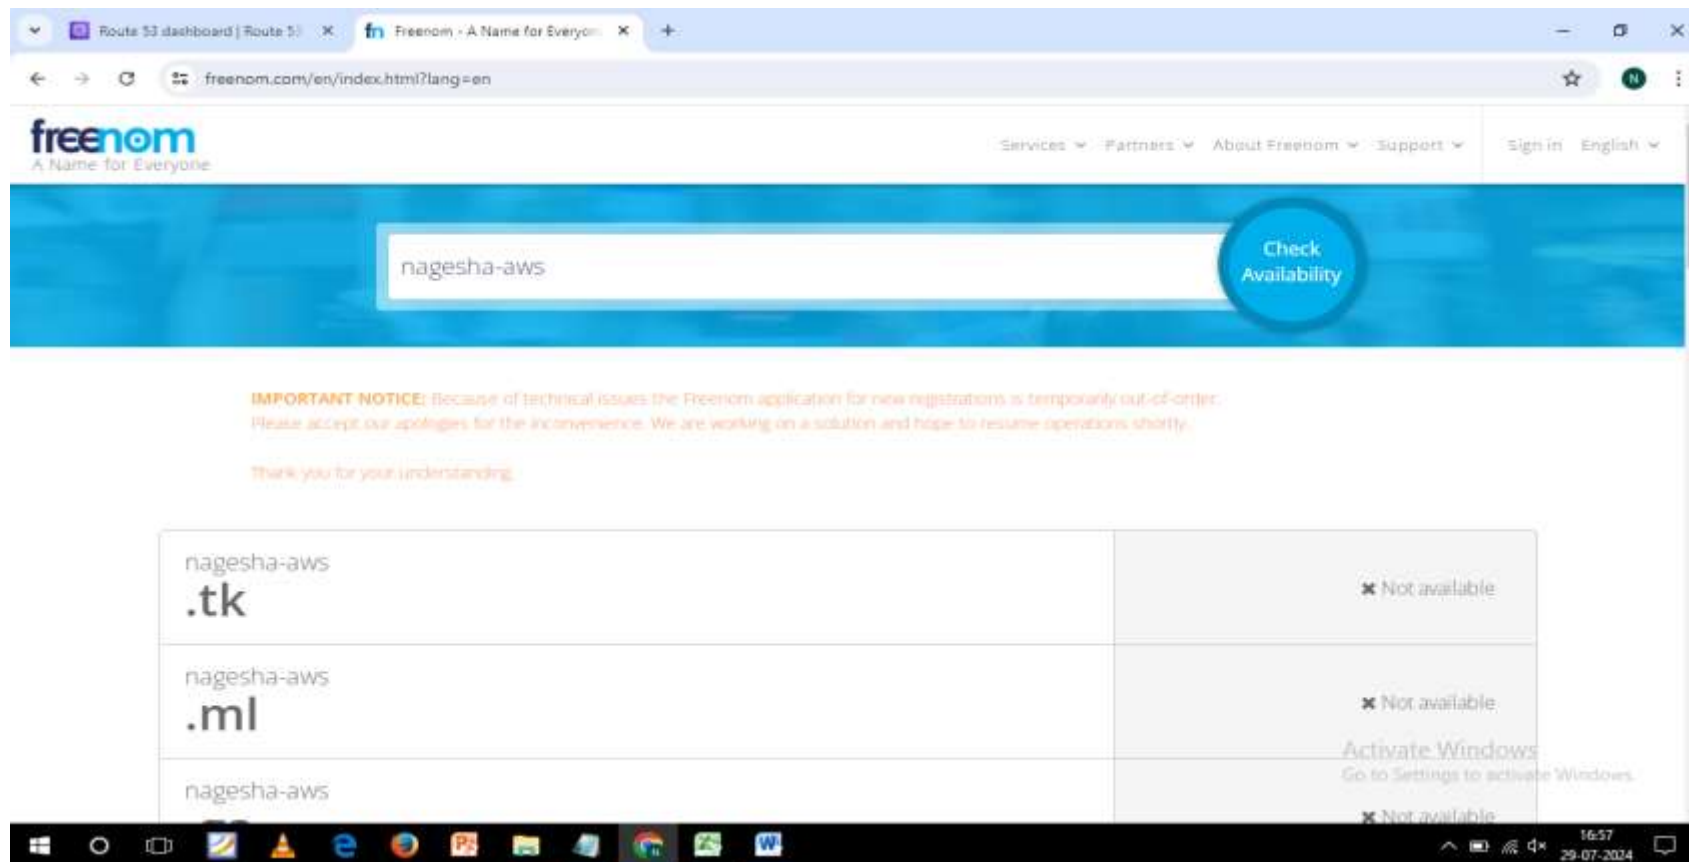 Route 53 dashboard | Route 53
Freenom - A Name for Everyon
freenom.com/en/index.html?lang=en
N
freenom
A Name for Everyone
Services
Partners
About Freenom
Support
Sign in
English
nagesha-aws
Check
Availability
IMPORTANT NOTICE: Because of technical issues the Freenom application for new registrations is temporarily out-of-order.
Please accept our apologies for the inconvenience. We are working on a solution and hope to resume operations shortly.
Thank you for your understanding.
nagesha-aws
.tk
Not available
nagesha-aws
.ml
Not available
Activate Windows
Go to Settings to activate Windows.
nagesha-aws
Not available
16:57
29-07-2024